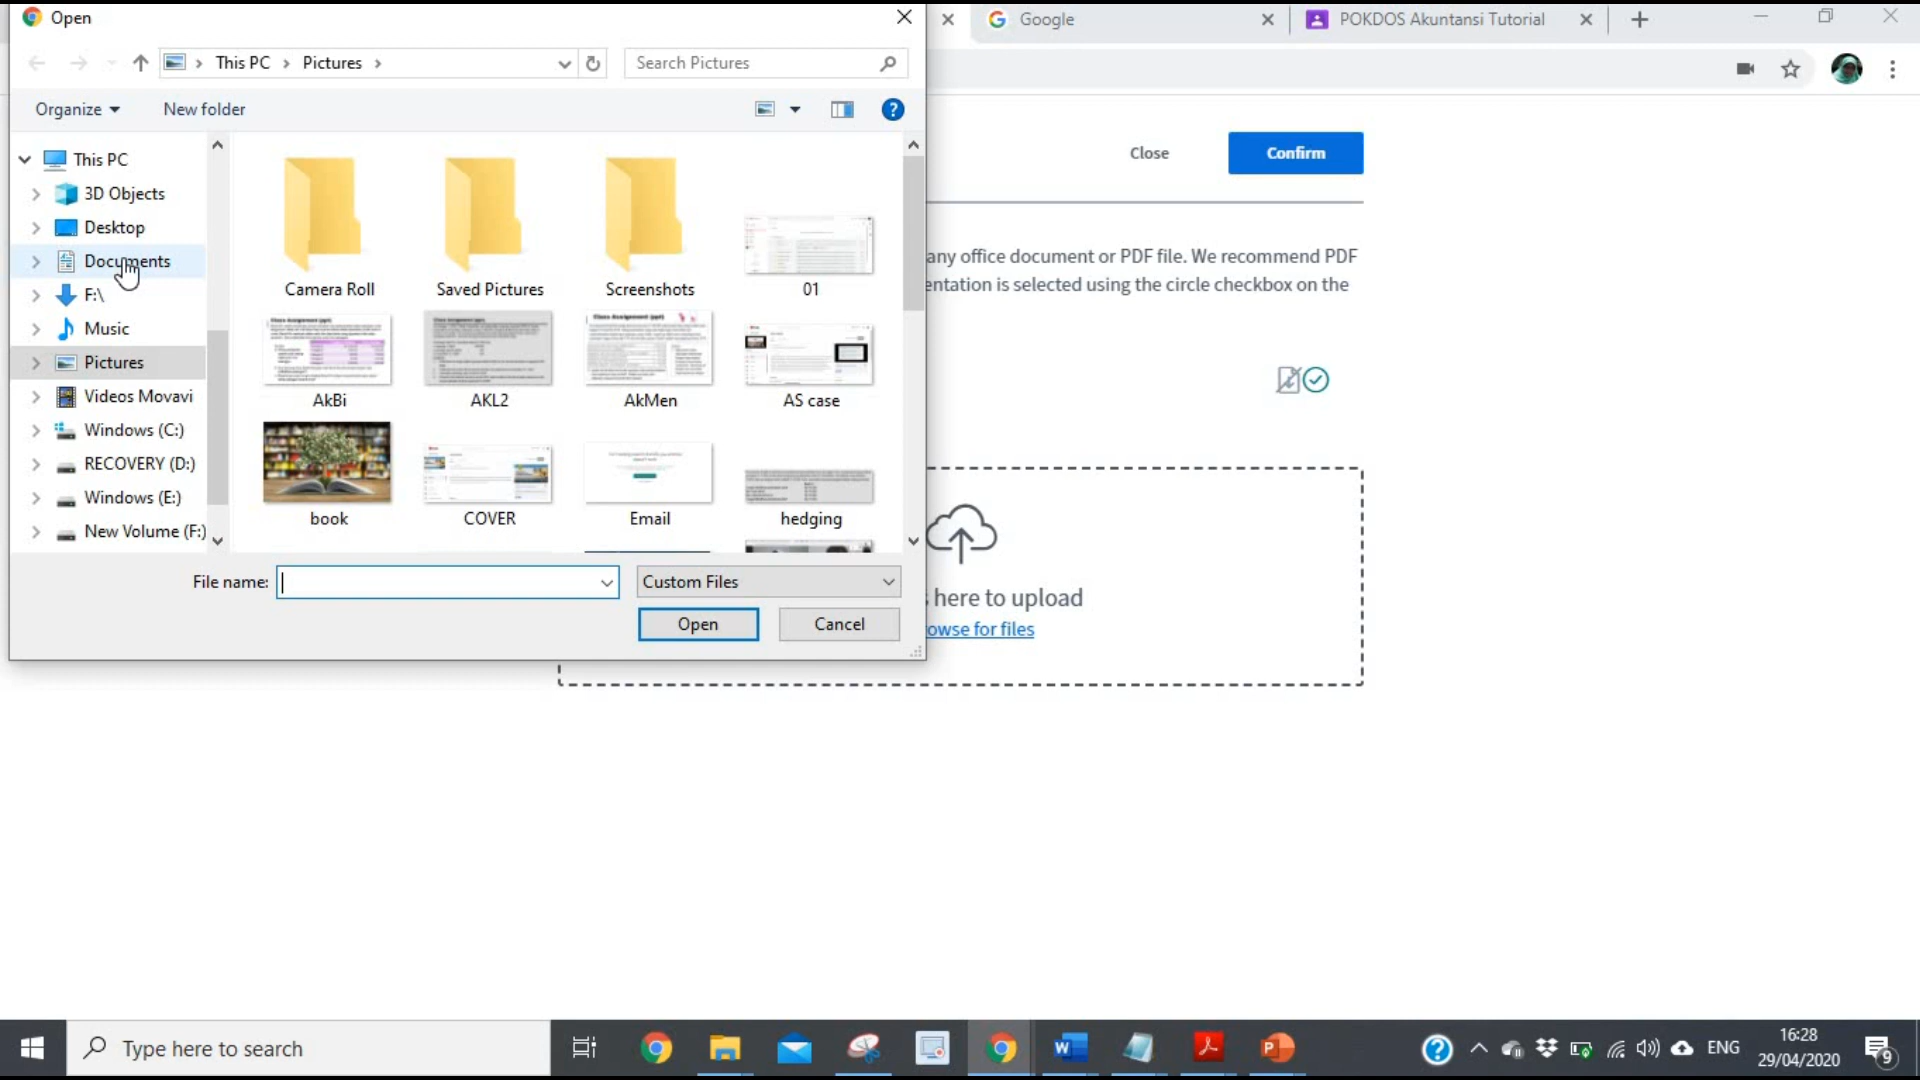 Open
Google
POKDOS Akuntansi Tutorial
This PC
Pictures
Search Pictures
Organize
New folder
This PC
3D Objects
Desktop
Documents
F:\
Music
Pictures
Videos Movavi
Windows (C:)
RECOVERY (D:)
Windows (E:)
New Volume (F:)
Camera Roll
Saved Pictures
Screenshots
01
AkBi
AKL2
AkMen
AS case
book
COVER
Email
hedging
File name:
Custom Files
Open
Cancel
Close
Confirm
any office document or PDF file. We recommend PDF
entation is selected using the circle checkbox on the
here to upload
owse for files
Type here to search
ENG
16:28
29/04/2020
9